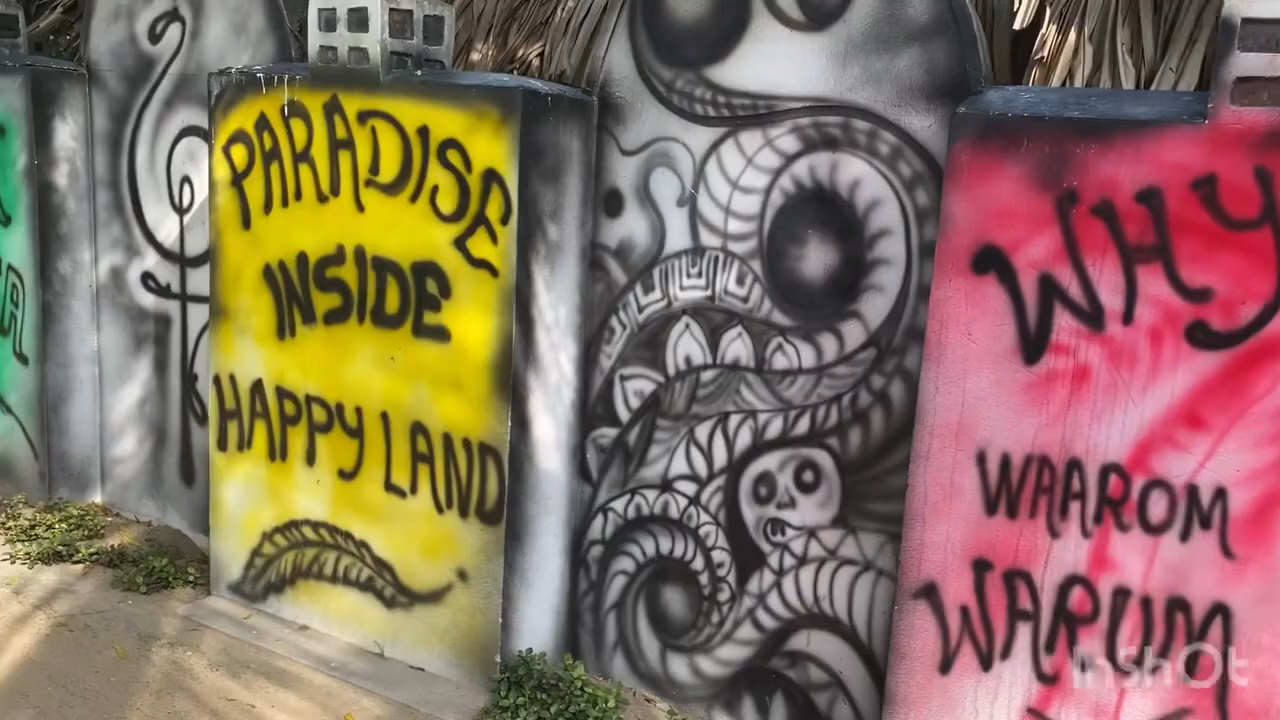 PARADISE
INSIDE
HAPPY LAND
WHY
WAAROM
WARUM
InShOt